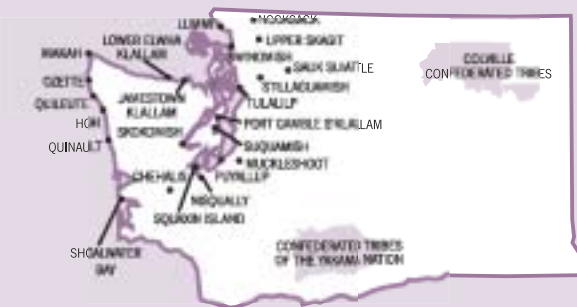 LUMMI
NOOKSACK
LOWER ELWHA
KLALLAM
UPPER SKAGIT
MAKAH
SWINOMISH
SAUK SUIATTLE
COLVILLE
CONFEDERATED TRIBES
OZETTE
STILLAGUAMISH
JAMESTOWN
KLALLAM
TULALIP
QUILEUTE
HOH
SKOKOMISH
PORT GAMBLE S'KLALLAM
QUINAULT
SUQUAMISH
MUCKLESHOOT
CHEHALIS
PUYALLUP
NISQUALLY
SQUAXIN ISLAND
SHOALWATER
BAY
CONFEDERATED TRIBES
OF THE YAKAMA NATION